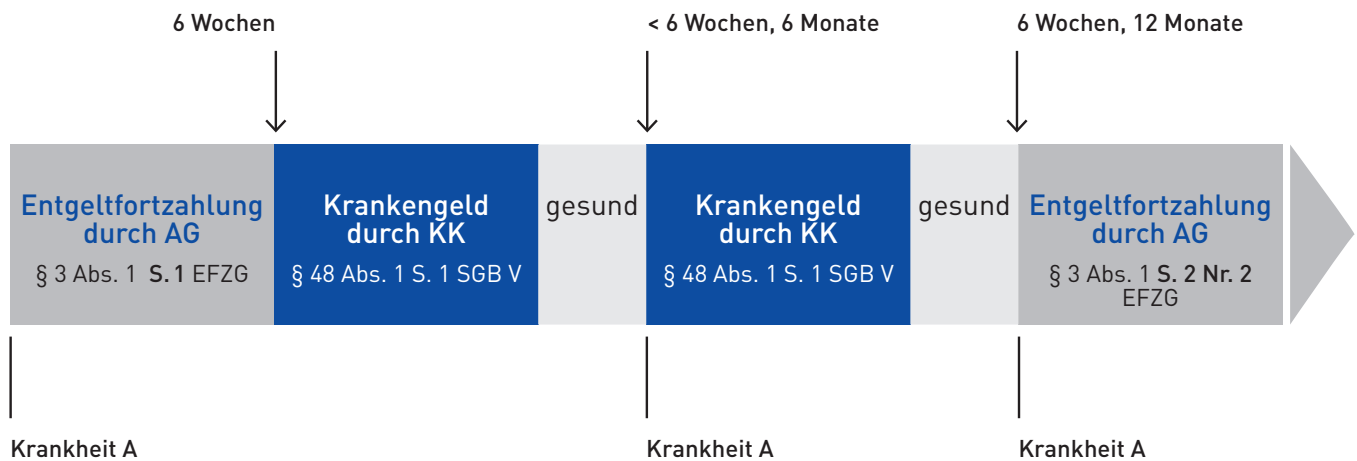 6 Wochen
< 6 Wochen, 6 Monate
6 Wochen, 12 Monate
Entgeltfortzahlung
durch AG
§ 3 Abs. 1 S. 1 EFZG
Krankengeld
durch KK
§ 48 Abs. 1 S. 1 SGB V
gesund
Krankengeld
durch KK
§ 48 Abs. 1 S. 1 SGB V
gesund
Entgeltfortzahlung
durch AG
§ 3 Abs. 1 S. 2 Nr. 2
EFZG
Krankheit A
Krankheit A
Krankheit A